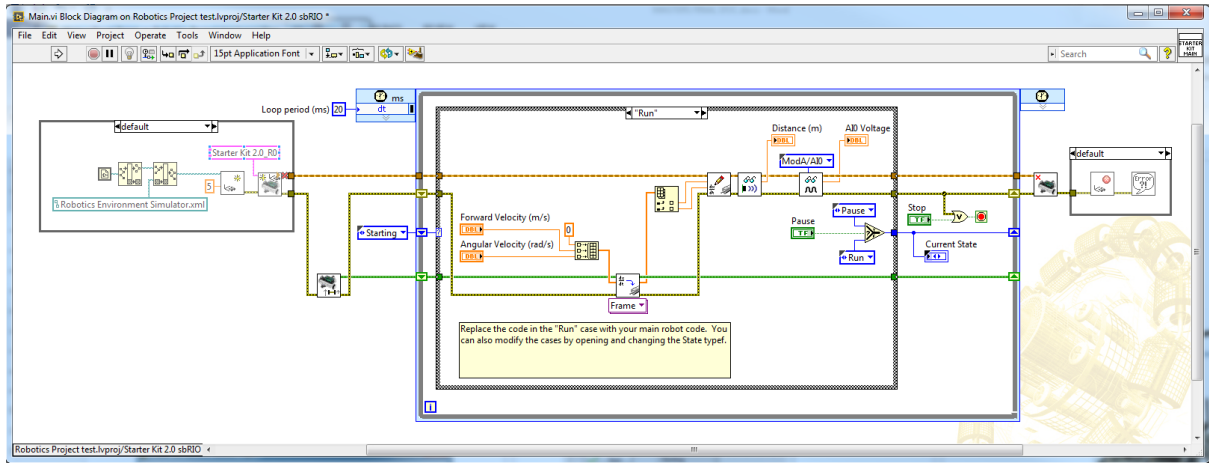 Main.vi Block Diagram on Robotics Project test.lvproj/Starter Kit 2.0 sbRIO *
File Edit View Project Operate Tools Window Help
15pt Application Font
Search
STARTER
KIT
MAIN
Loop period (ms) 20
ms
dt
default
Starter Kit 2.0_R0
5
Robotics Environment Simulator.xml
Starting
"Run"
Distance (m)
DBL
AI0 Voltage
DBL
ModA/AI0
Forward Velocity (m/s)
DBL
0
Angular Velocity (rad/s)
DBL
Frame
Pause
TF
Pause
Run
Stop
TF
Current State
default
Error
?!
Replace the code in the "Run" case with your main robot code. You
can also modify the cases by opening and changing the State typef.
i
Robotics Project test.lvproj/Starter Kit 2.0 sbRIO